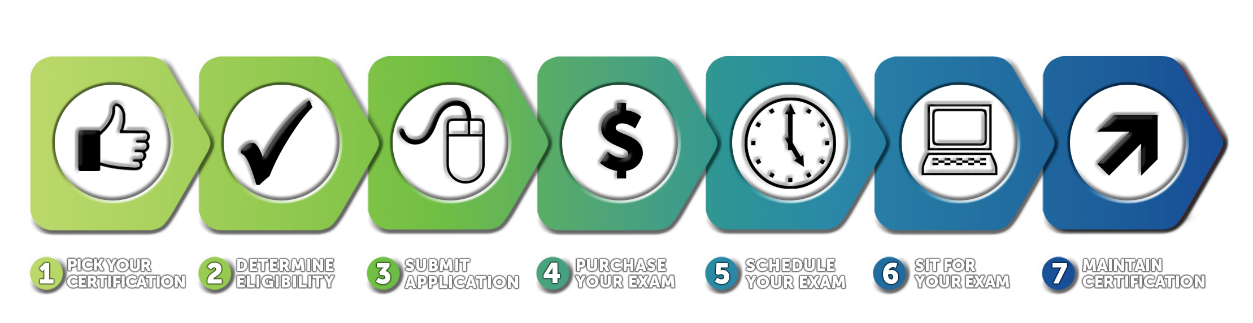 $
1 PICK YOUR
CERTIFICATION
2 DETERMINE
ELIGIBILITY
3 SUBMIT
APPLICATION
4 PURCHASE
YOUR EXAM
5 SCHEDULE
YOUR EXAM
6 SIT FOR
YOUR EXAM
7 MAINTAIN
CERTIFICATION